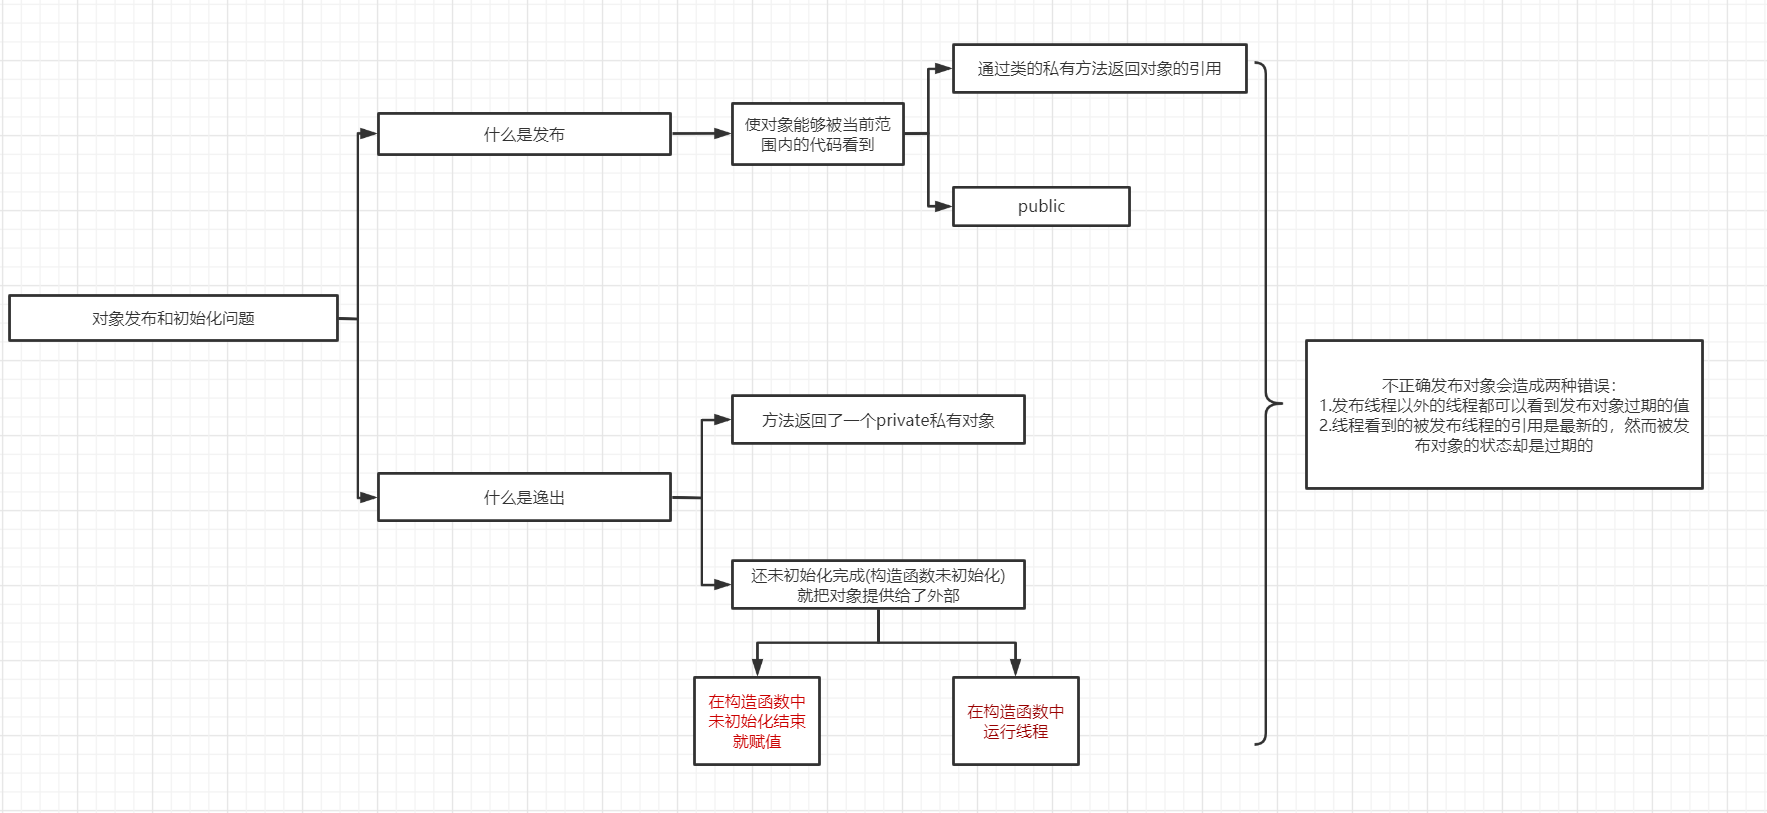 对象发布和初始化问题
什么是发布
使对象能够被当前范
围内的代码看到
通过类的私有方法返回对象的引用
public
什么是逸出
方法返回了一个private私有对象
还未初始化完成(构造函数未初始化)
就把对象提供给了外部
在构造函数中
未初始化结束
就赋值
在构造函数中
运行线程
不正确发布对象会造成两种错误：
1.发布线程以外的线程都可以看到发布对象过期的值
2.线程看到的被发布线程的引用是最新的，然而被发
布对象的状态却是过期的